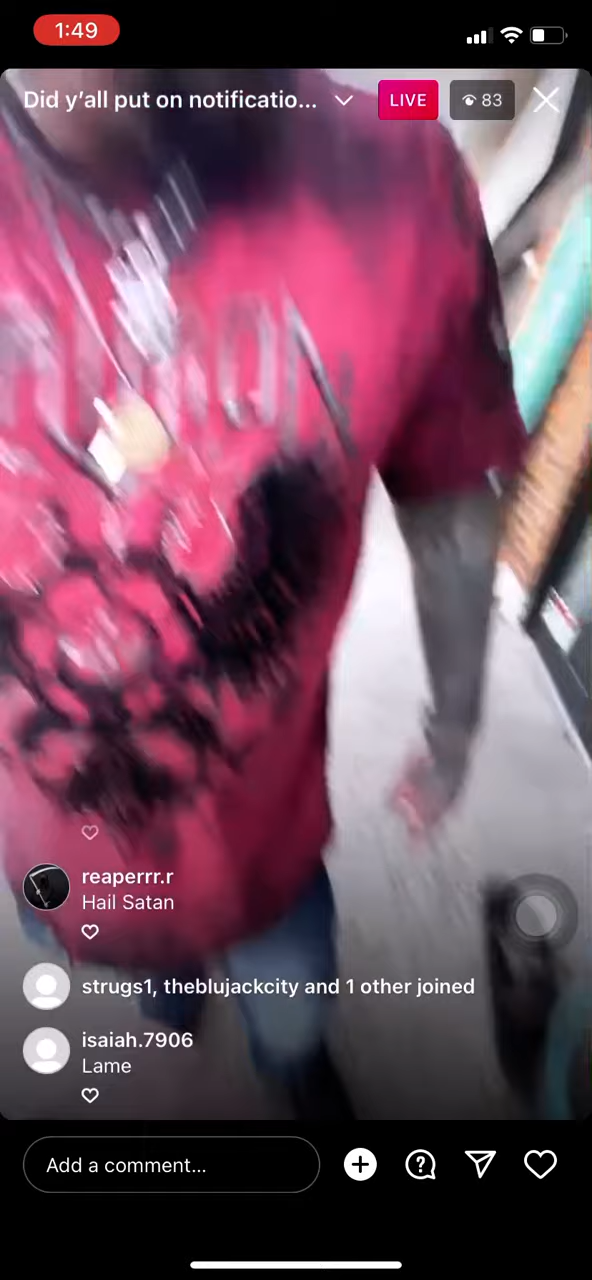 1:49
Did y'all put on notificatio...
LIVE
83
reaperrr.r
Hail Satan
strugs1, theblujackcity and 1 other joined
isaiah.7906
Lame
Add a comment...